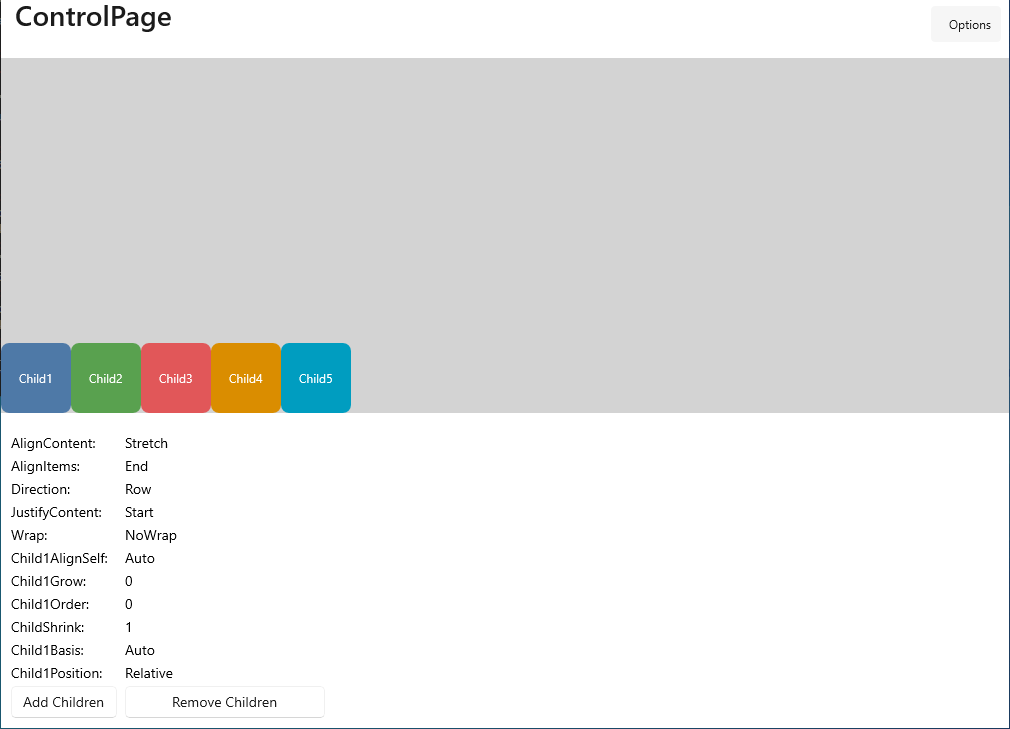 ControlPage
Options
Child1 Child2 Child3 Child4 Child5
AlignContent: Stretch
AlignItems: End
Direction: Row
JustifyContent: Start
Wrap: NoWrap
Child1AlignSelf: Auto
Child1Grow: 0
Child1Order: 0
ChildShrink: 1
Child1Basis: Auto
Child1Position: Relative
Add Children Remove Children